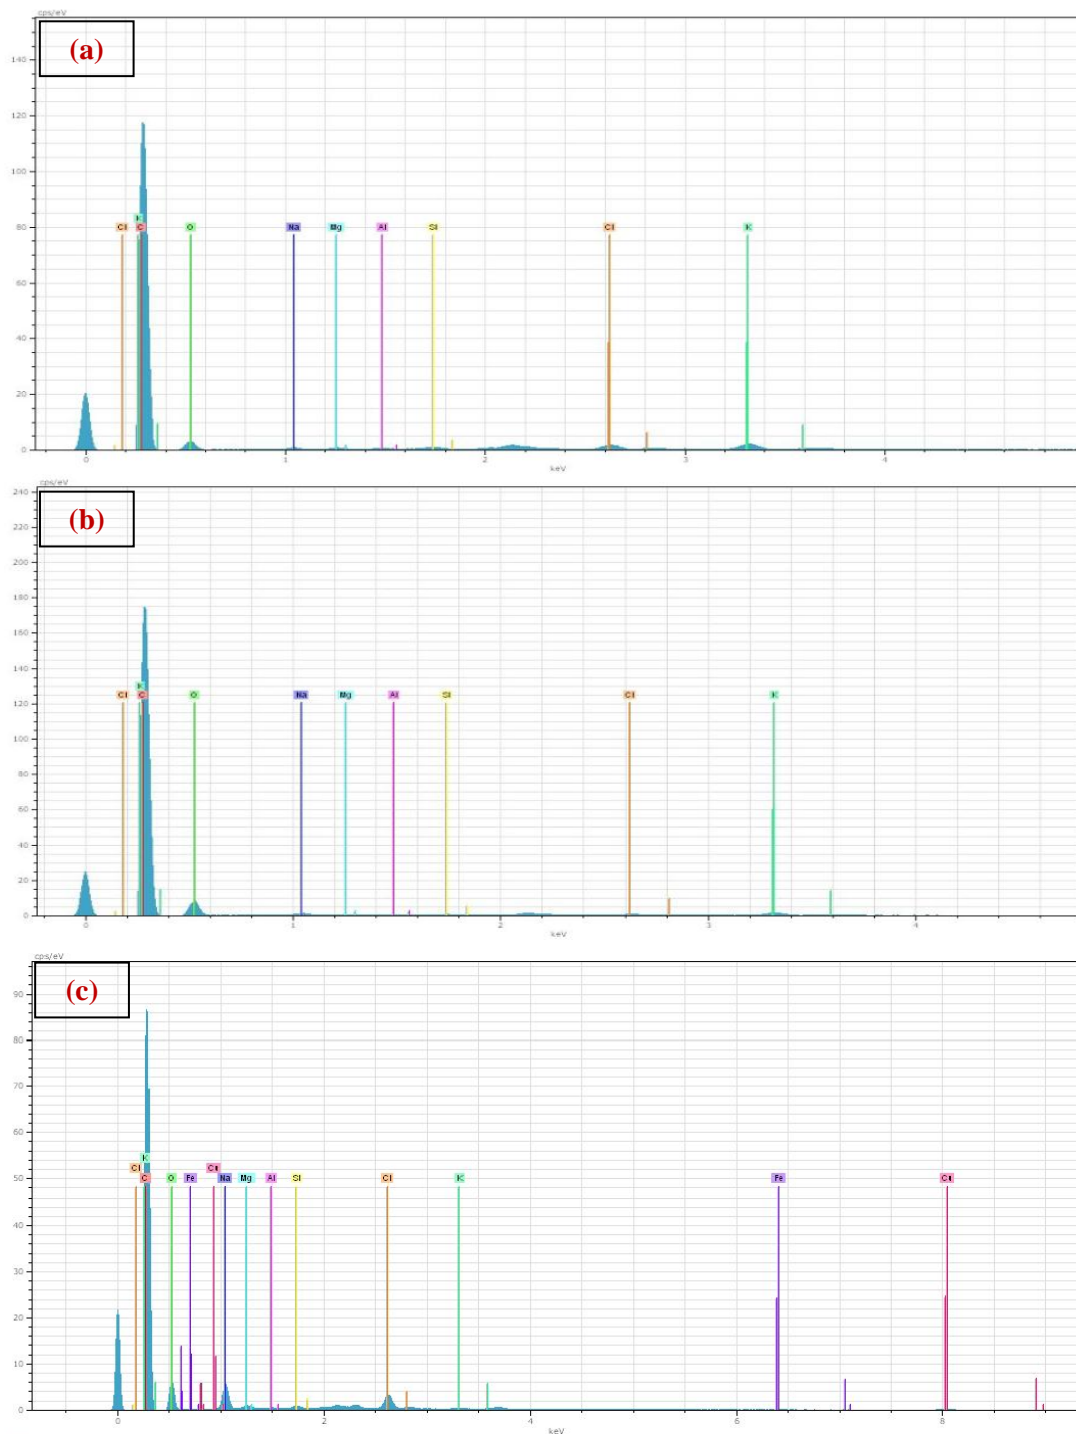 cps/eV
(a)
140
120
100
80
60
40
20
0
K
Cl C O Na Mg Al Si Cl K
0 1 2 3 4
keV
cps/eV
(b)
240
220
200
180
160
140
120
100
80
60
40
20
0
K
Cl C O Na Mg Al Si Cl K
0 1 2 3 4
keV
cps/eV
(c)
90
80
70
60
50
40
30
20
10
0
K
Cl Cu
C O Fe Na Mg Al Si Cl K Fe Cu
0 2 4 6 8
keV